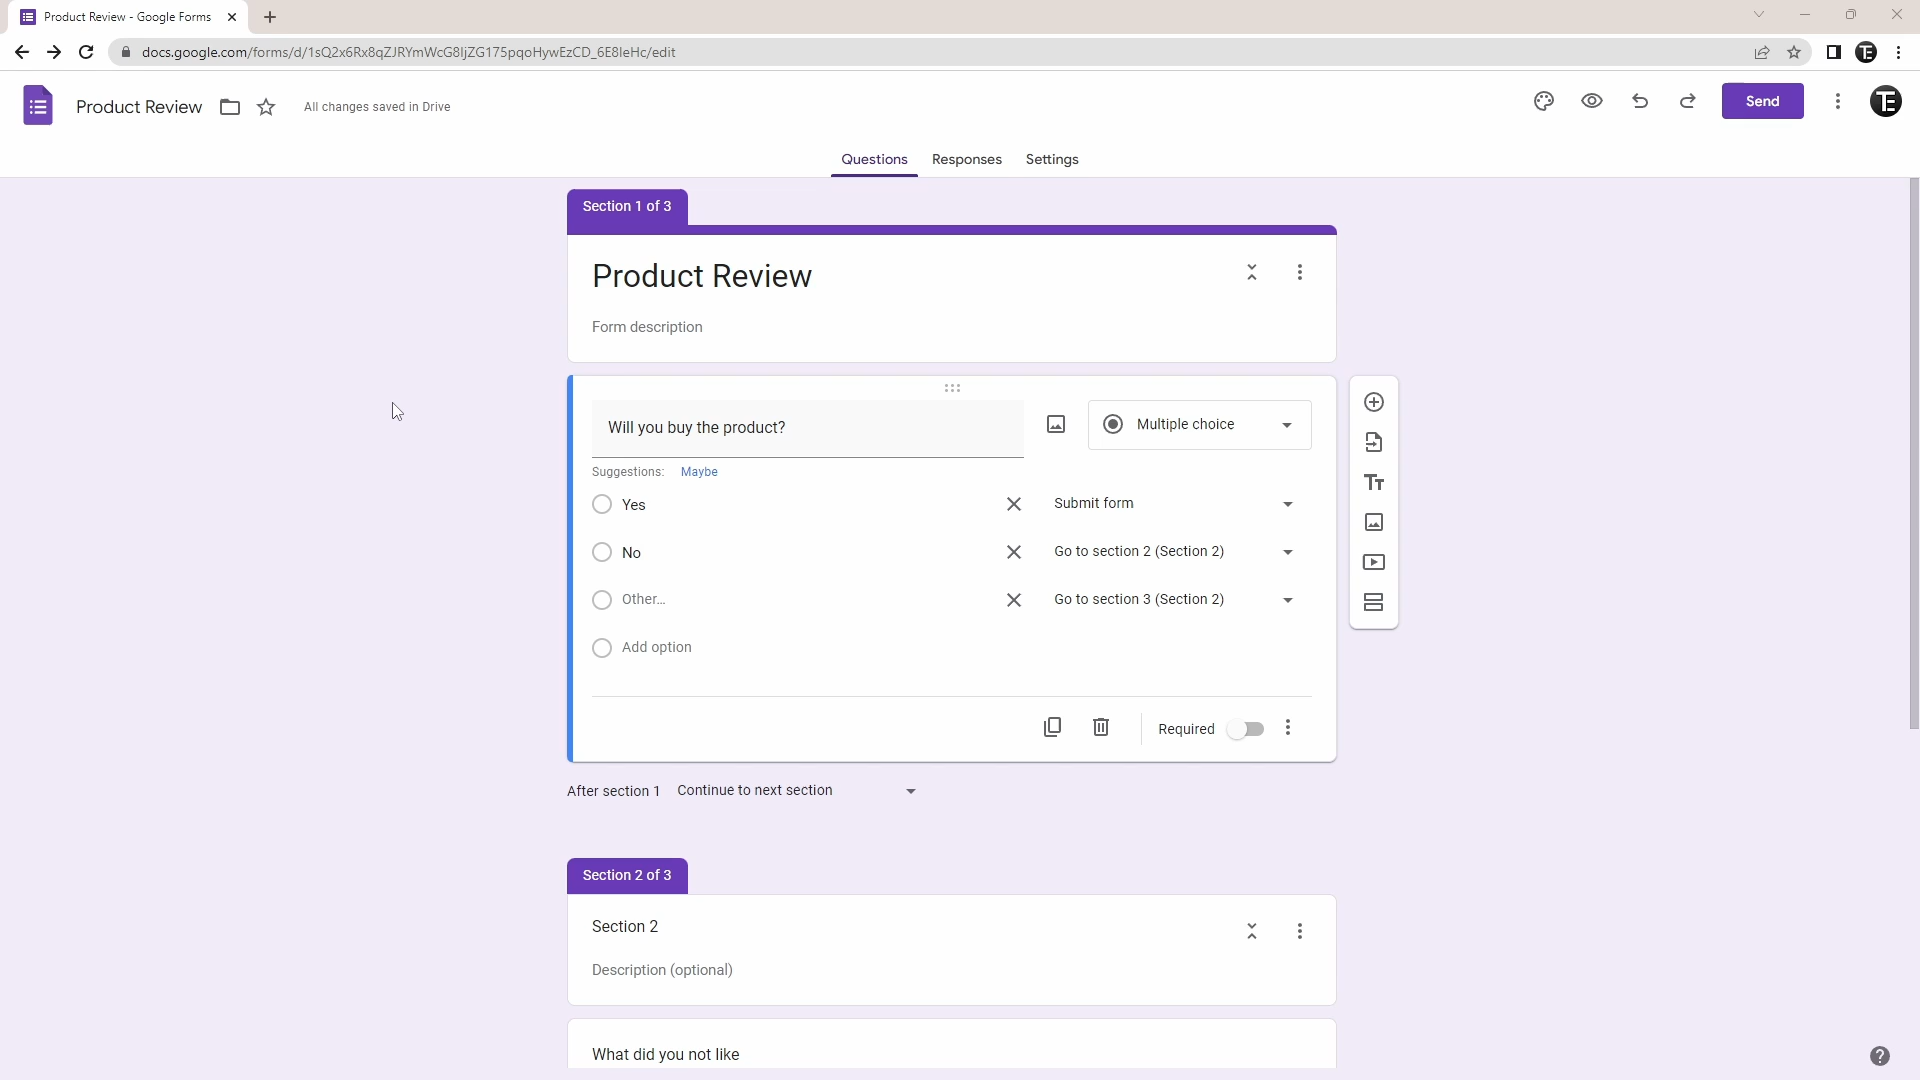 Product Review - Google Forms
docs.google.com/forms/d/1sQ2x6Rx8qZJRYmWcG8ljZG175pqoHywEzCD_6E8leHc/edit
Product Review
All changes saved in Drive
Send
Questions
Responses
Settings
Section 1 of 3
Product Review
Form description
Will you buy the product?
Multiple choice
Suggestions: Maybe
Yes
Submit form
No
Go to section 2 (Section 2)
Other...
Go to section 3 (Section 2)
Add option
Required
After section 1 Continue to next section
Section 2 of 3
Section 2
Description (optional)
What did you not like